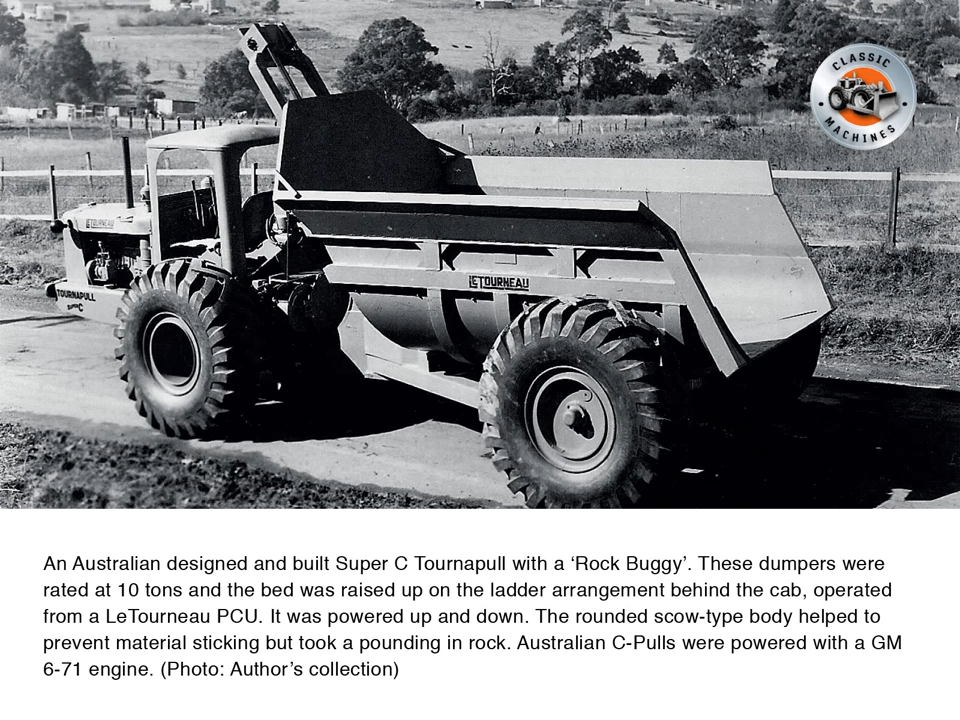 CLASSIC
MACHINES
LETOURNEAU
LETOURNEAU
TOURNAPULL
SUPER C
An Australian designed and built Super C Tournapull with a ‘Rock Buggy’. These dumpers were
rated at 10 tons and the bed was raised up on the ladder arrangement behind the cab, operated
from a LeTourneau PCU. It was powered up and down. The rounded scow-type body helped to
prevent material sticking but took a pounding in rock. Australian C-Pulls were powered with a GM
6-71 engine. (Photo: Author’s collection)